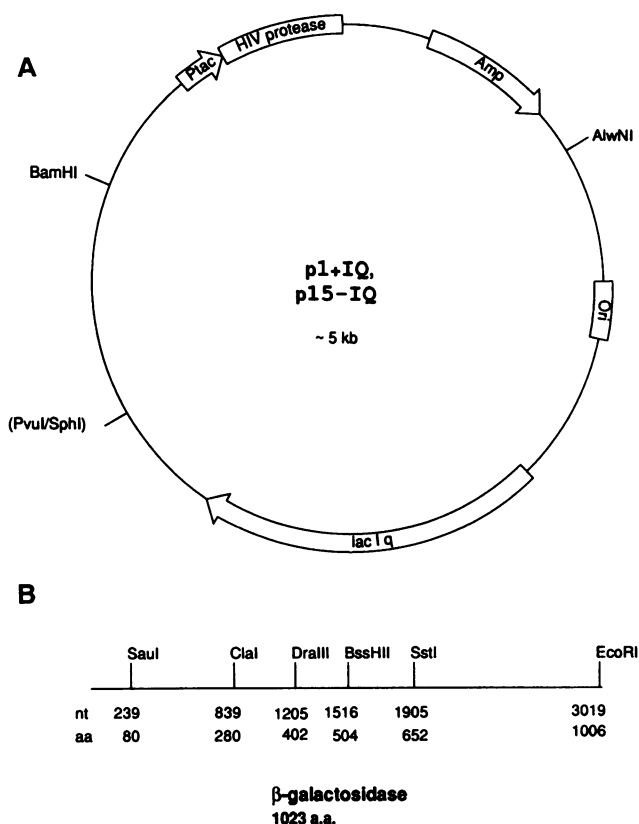 A
Ptac
HIV protease
Amp
AlwNI
BamHI
p1+IQ,
p15-IQ
~ 5 kb
Ori
(PvuI/SphI)
lac I q
B
SauI ClaI DraIII BssHII SstI EcoRI
nt 239 839 1205 1516 1905 3019
aa 80 280 402 504 652 1006
β-galactosidase
1023 a.a.